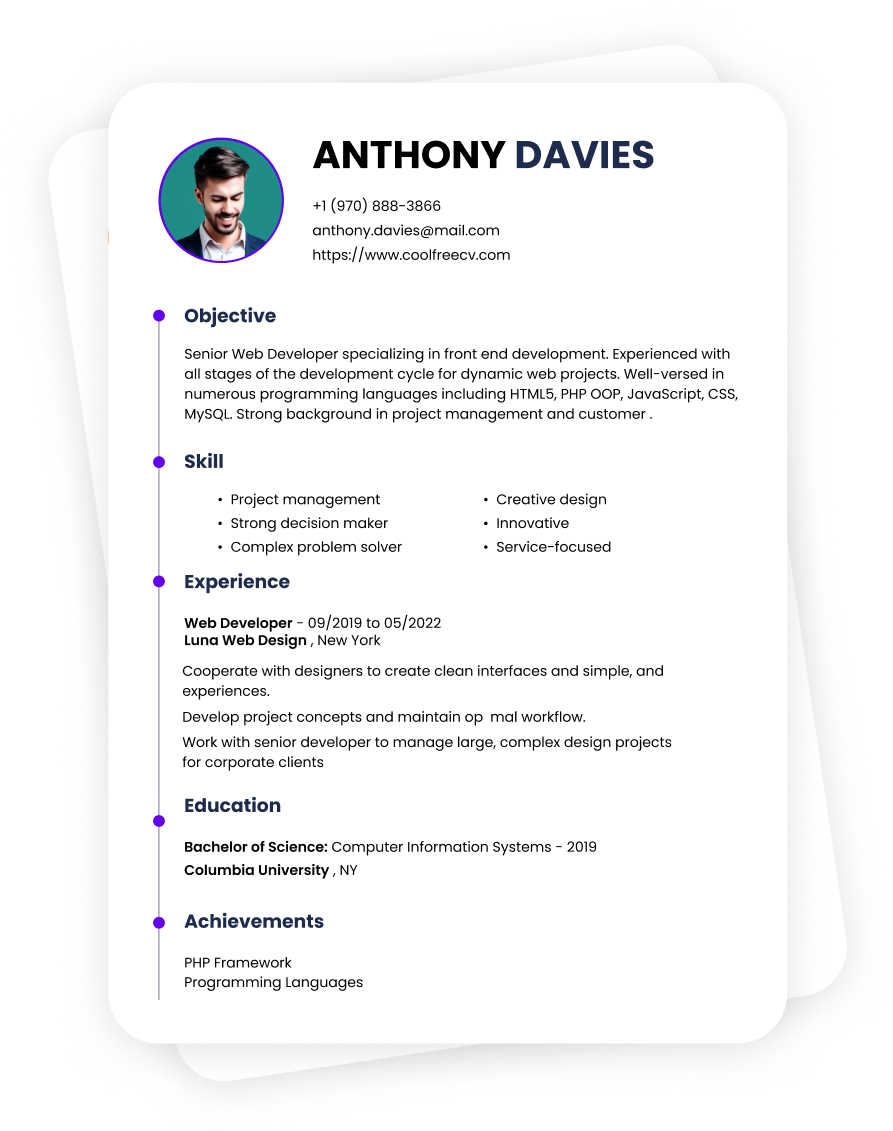 ANTHONY DAVIES
+1 (970) 888-3866
anthony.davies@mail.com
https://www.coolfreecv.com
Objective
Senior Web Developer specializing in front end development. Experienced with
all stages of the development cycle for dynamic web projects. Well-versed in
numerous programming languages including HTML5, PHP OOP, JavaScript, CSS,
MySQL. Strong background in project management and customer .
Skill
• Project management
• Strong decision maker
• Complex problem solver
• Creative design
• Innovative
• Service-focused
Experience
Web Developer - 09/2019 to 05/2022
Luna Web Design , New York
Cooperate with designers to create clean interfaces and simple, and
experiences.
Develop project concepts and maintain op mal workflow.
Work with senior developer to manage large, complex design projects
for corporate clients
Education
Bachelor of Science: Computer Information Systems - 2019
Columbia University , NY
Achievements
PHP Framework
Programming Languages